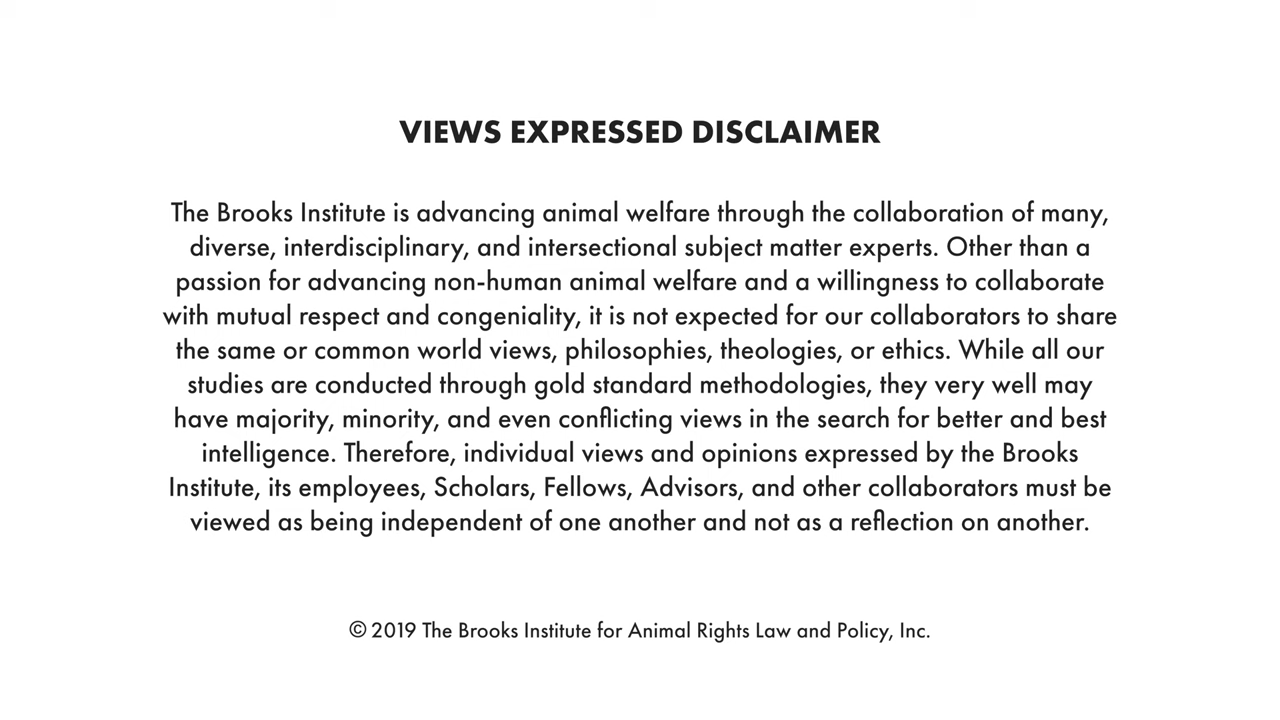 VIEWS EXPRESSED DISCLAIMER
The Brooks Institute is advancing animal welfare through the collaboration of many,
diverse, interdisciplinary, and intersectional subject matter experts. Other than a
passion for advancing non-human animal welfare and a willingness to collaborate
with mutual respect and congeniality, it is not expected for our collaborators to share
the same or common world views, philosophies, theologies, or ethics. While all our
studies are conducted through gold standard methodologies, they very well may
have majority, minority, and even conflicting views in the search for better and best
intelligence. Therefore, individual views and opinions expressed by the Brooks
Institute, its employees, Scholars, Fellows, Advisors, and other collaborators must be
viewed as being independent of one another and not as a reflection on another.
© 2019 The Brooks Institute for Animal Rights Law and Policy, Inc.